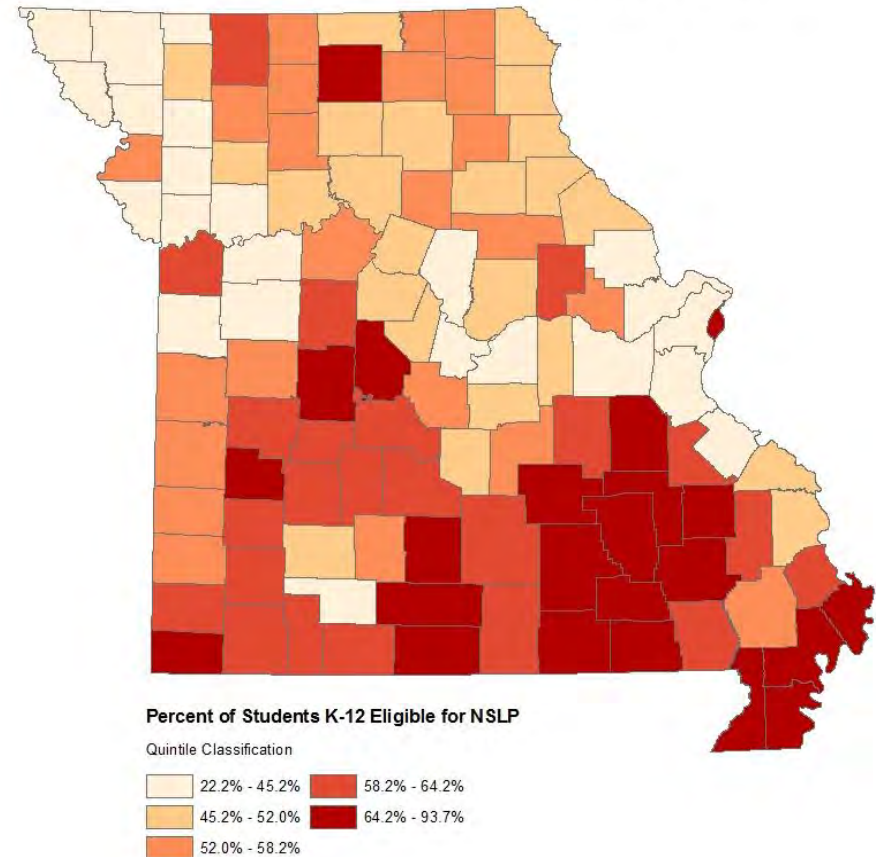 Percent of Students K-12 Eligible for NSLP
Quintile Classification
22.2% - 45.2%
45.2% - 52.0%
52.0% - 58.2%
58.2% - 64.2%
64.2% - 93.7%